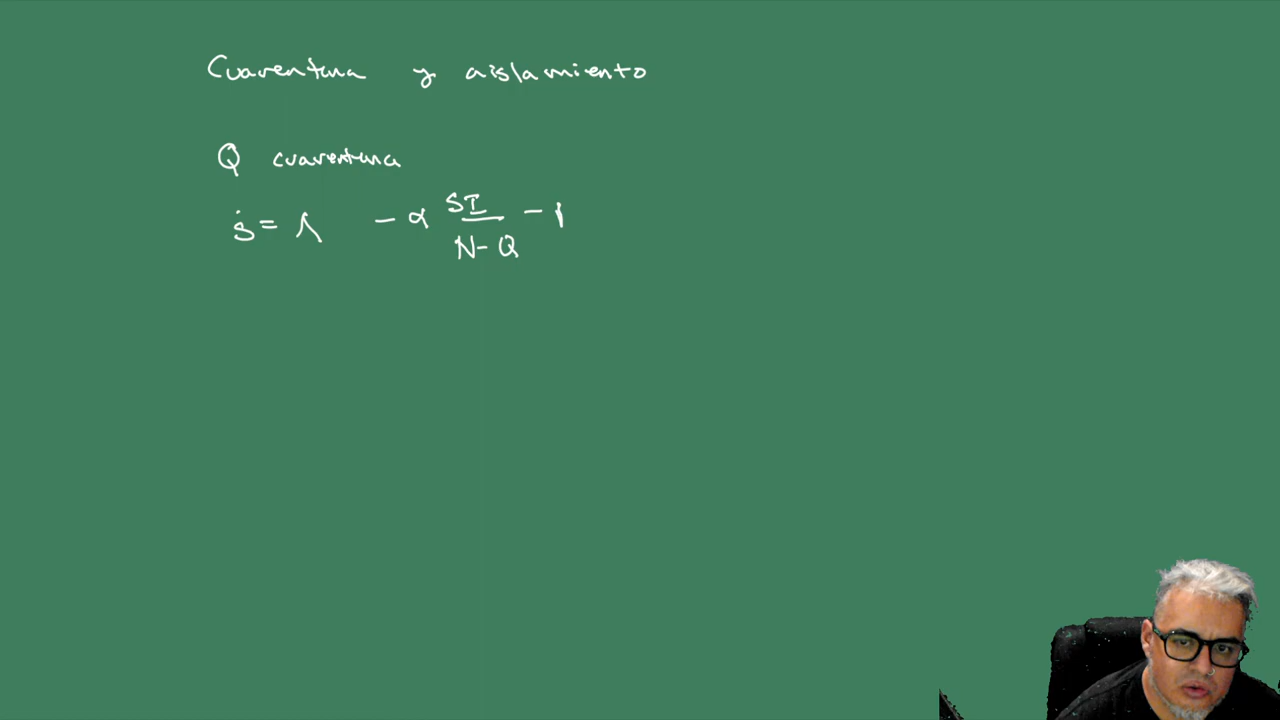 Cuarentena y aislamiento
Q cuarentena
Ṡ = Λ - α SI / (N - Q) -